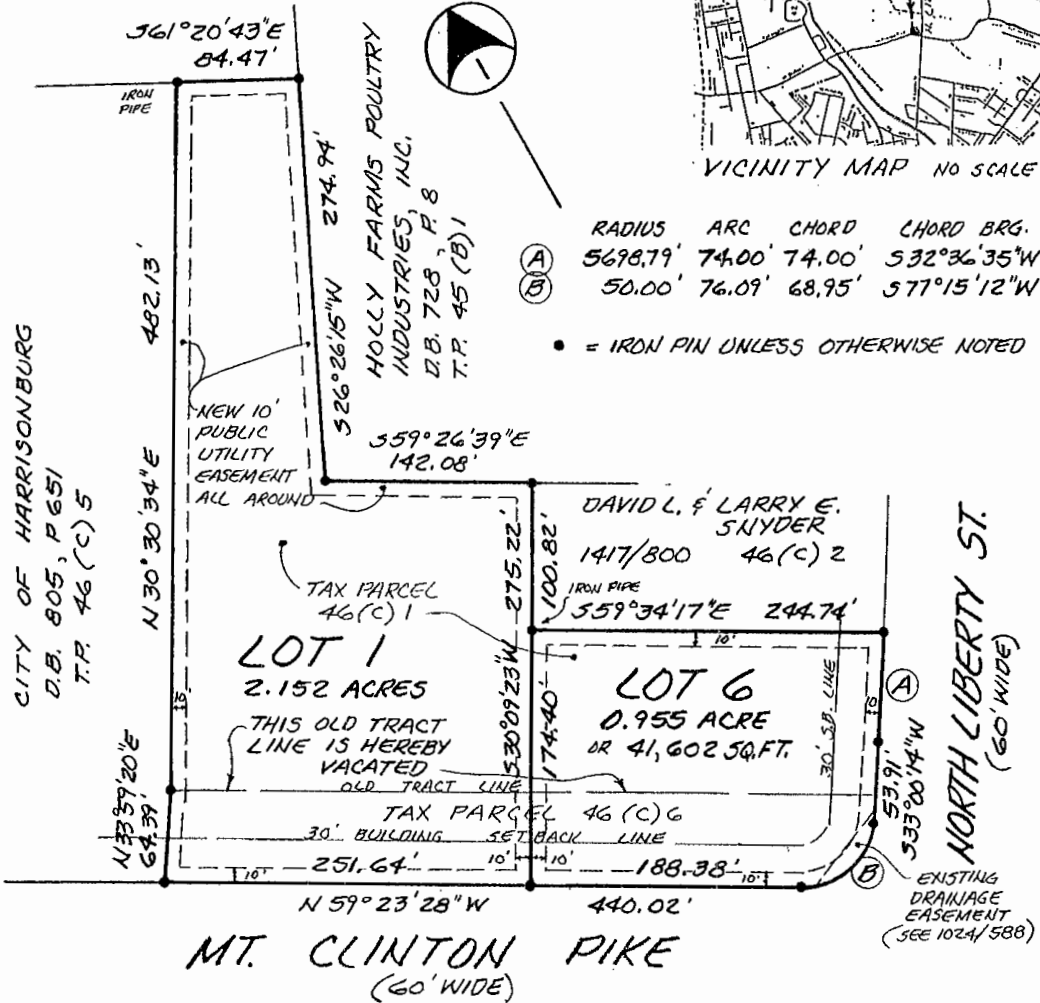 S61°20'43"E
84.47'
IRON
PIPE
VICINITY MAP NO SCALE
HOLLY FARMS POULTRY
INDUSTRIES, INC.
D.B. 728, P. 8
T.P. 45 (B) 1
RADIUS ARC CHORD CHORD BRG.
A 5698.79' 74.00' 74.00' S32°36'35"W
B 50.00' 76.09' 68.95' S77°15'12"W
• = IRON PIN UNLESS OTHERWISE NOTED
274.94'
S26°26'15"W
482.13'
N30°30'34"E
CITY OF HARRISONBURG
D.B. 805, P 651
T.P. 46 (C) 5
NEW 10'
PUBLIC
UTILITY
EASEMENT
ALL AROUND
S59°26'39"E
142.08'
DAVID L. & LARRY E.
SNYDER
1417/800 46(C) 2
275.22'
S30°09'23"W
100.82'
IRON PIPE
S59°34'17"E 244.74'
10'
NORTH LIBERTY ST.
(60' WIDE)
TAX PARCEL
46(C) 1
LOT 1
2.152 ACRES
174.40'
LOT 6
0.955 ACRE
OR 41,602 SQ.FT.
30' S.B. LINE
10'
A
10'
THIS OLD TRACT
LINE IS HEREBY
VACATED
OLD TRACT LINE
TAX PARCEL 46 (C) 6
30' BUILDING SETBACK LINE
53.91'
S33°00'14"W
N33°59'20"E
64.39'
10'
251.64'
10' 10'
188.38'
10'
B
EXISTING
DRAINAGE
EASEMENT
(SEE 1024/588)
N59°23'28"W 440.02'
MT. CLINTON PIKE
(60' WIDE)